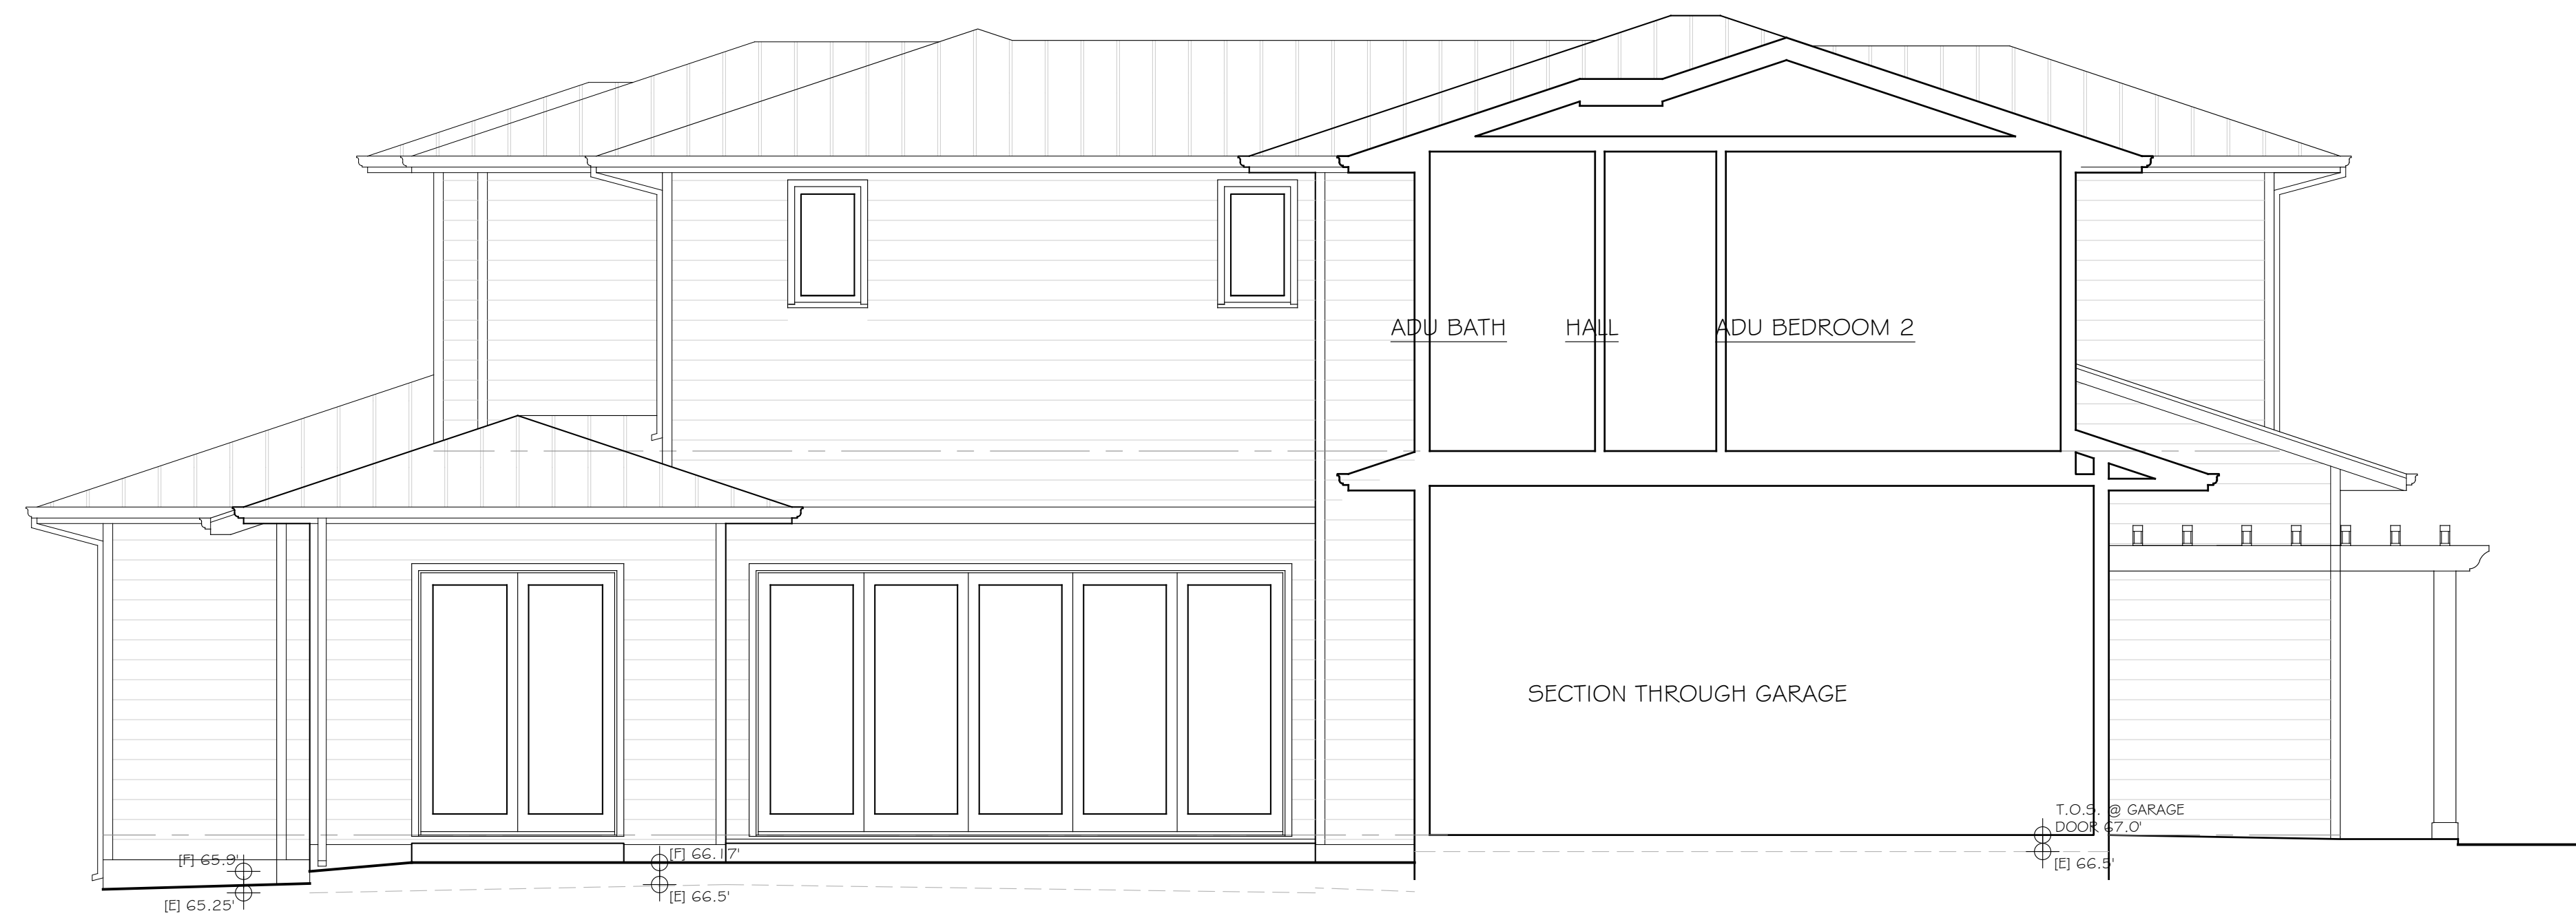 ADU BATH
HALL
ADU BEDROOM 2
SECTION THROUGH GARAGE
T.O.S. @ GARAGE
DOOR 67.0'
[E] 66.5'
[F] 65.9'
[E] 65.25'
[F] 66.17'
[E] 66.5'